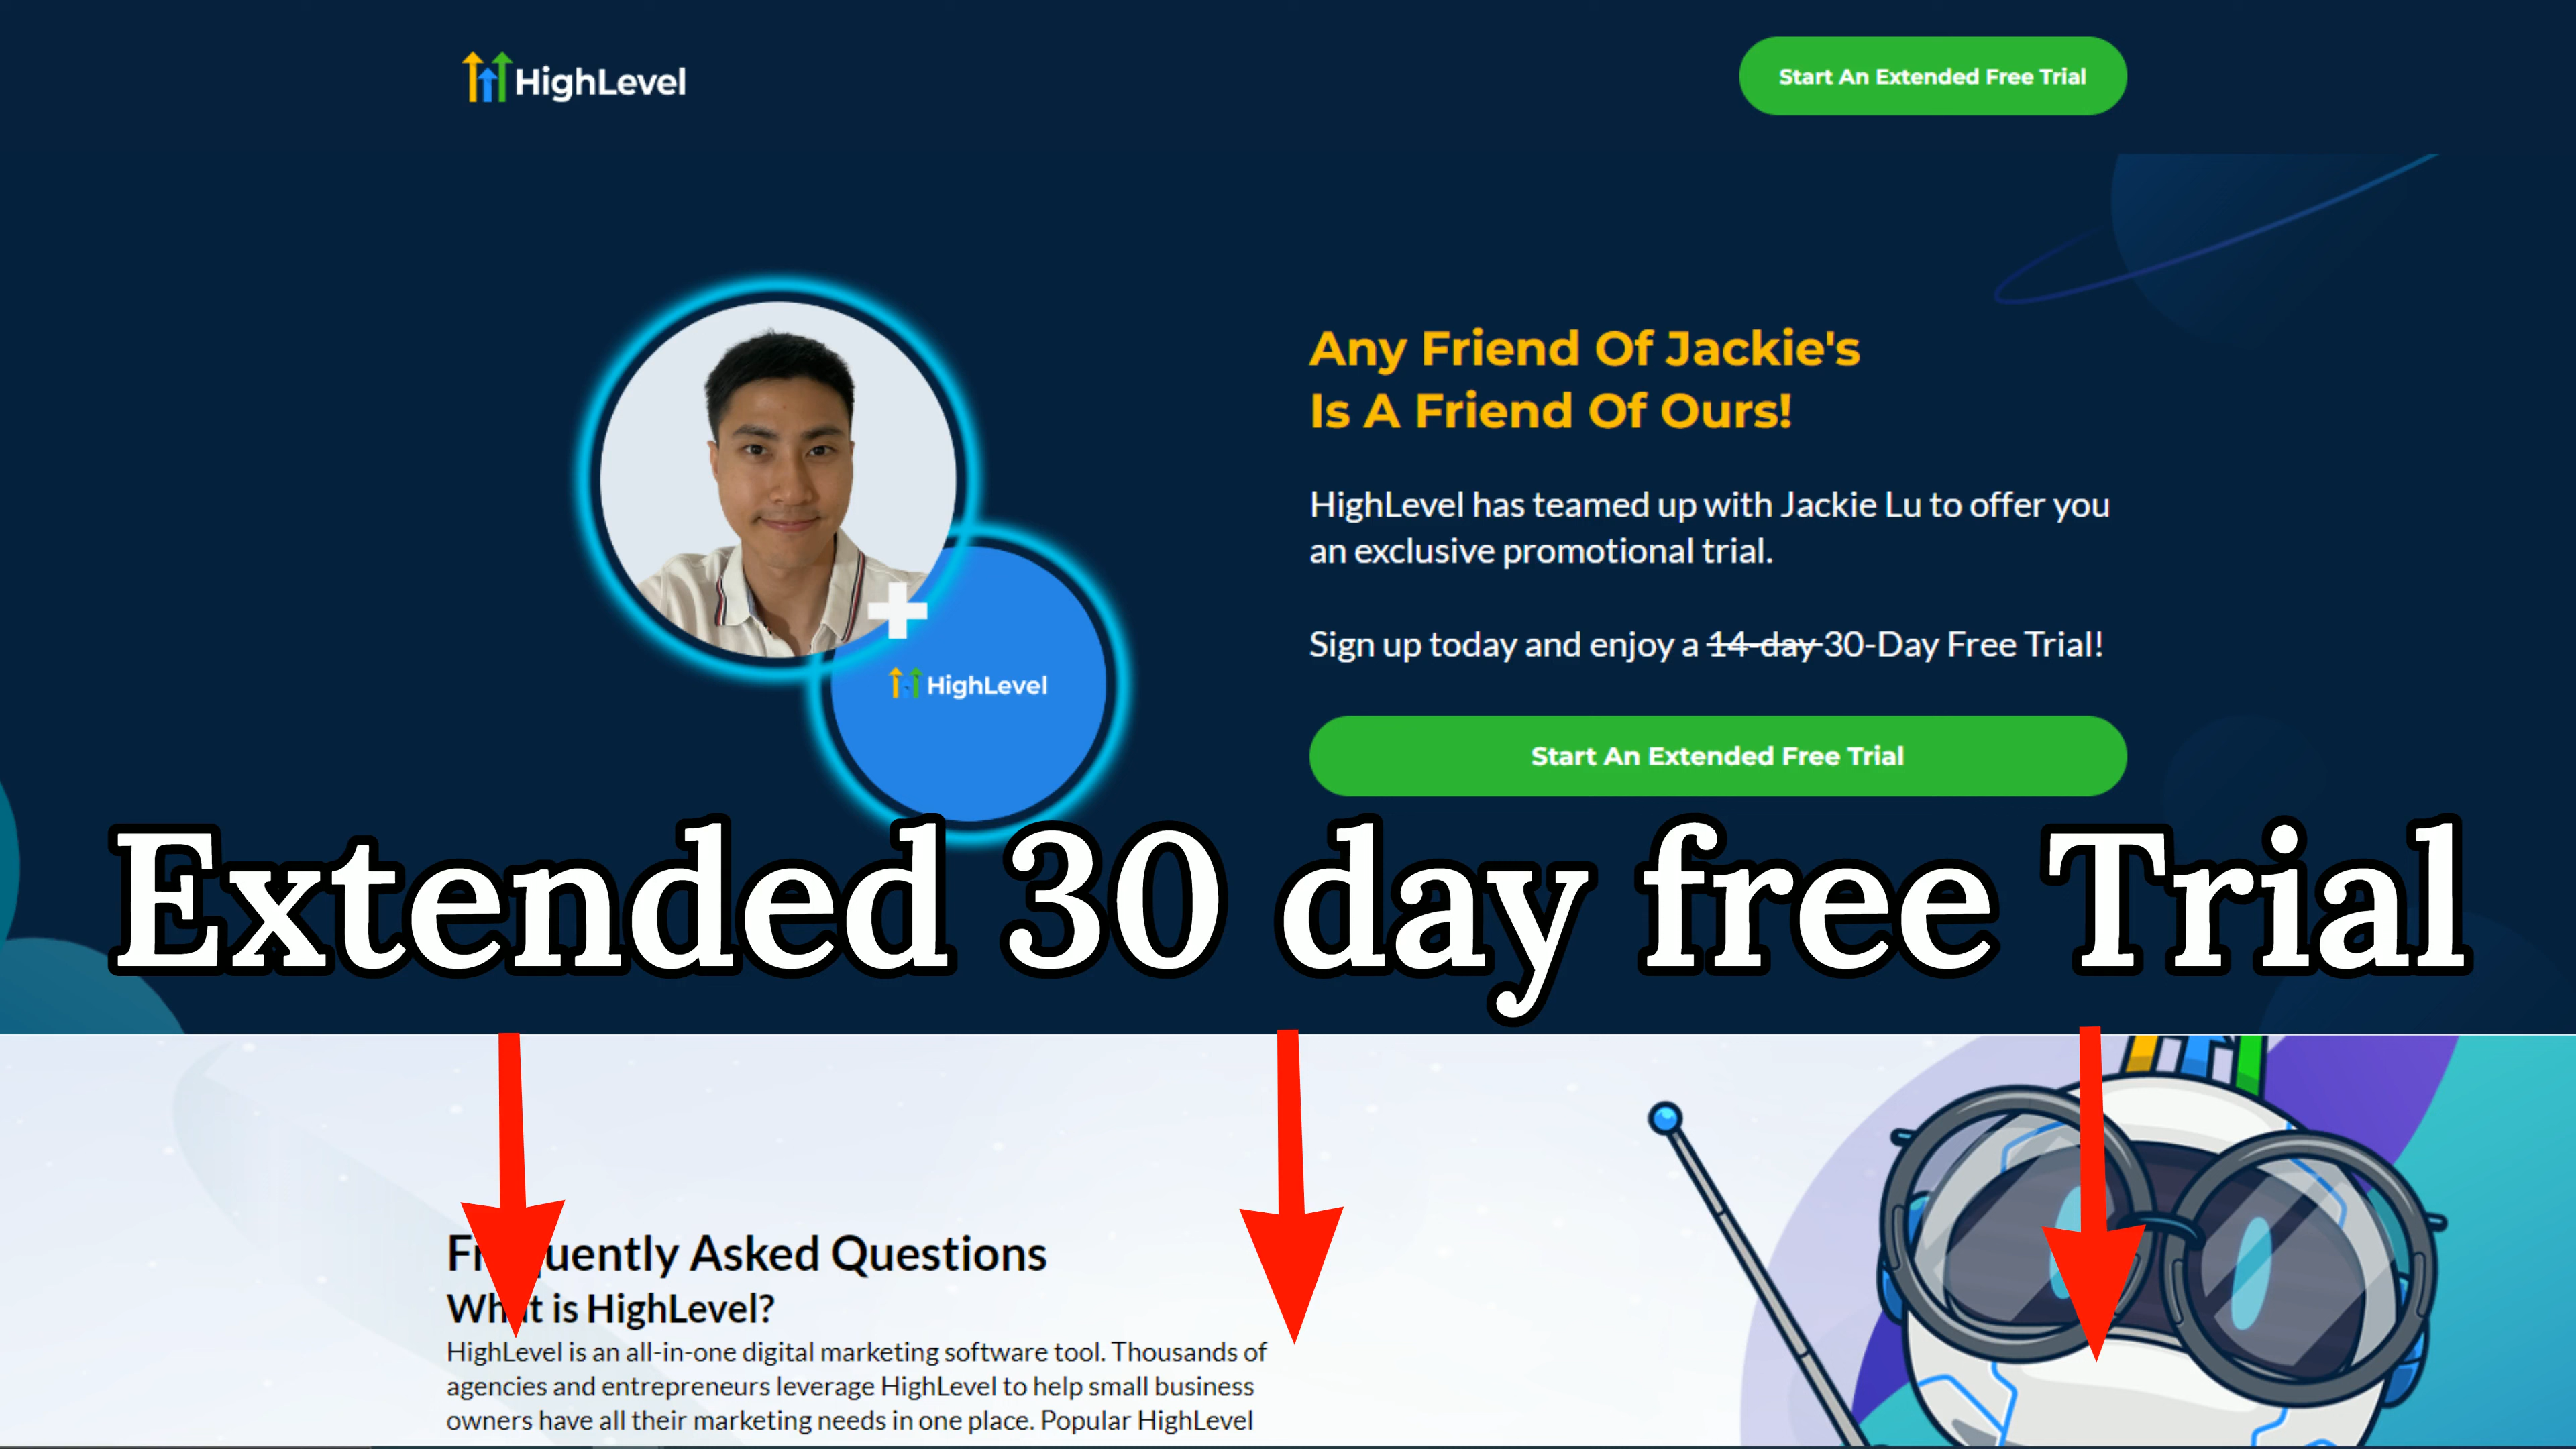 HighLevel
Start An Extended Free Trial
Any Friend Of Jackie's
Is A Friend Of Ours!
HighLevel has teamed up with Jackie Lu to offer you
an exclusive promotional trial.
Sign up today and enjoy a 14-day 30-Day Free Trial!
HighLevel
Start An Extended Free Trial
Extended 30 day free Trial
Frequently Asked Questions
What is HighLevel?
HighLevel is an all-in-one digital marketing software tool. Thousands of
agencies and entrepreneurs leverage HighLevel to help small business
owners have all their marketing needs in one place. Popular HighLevel